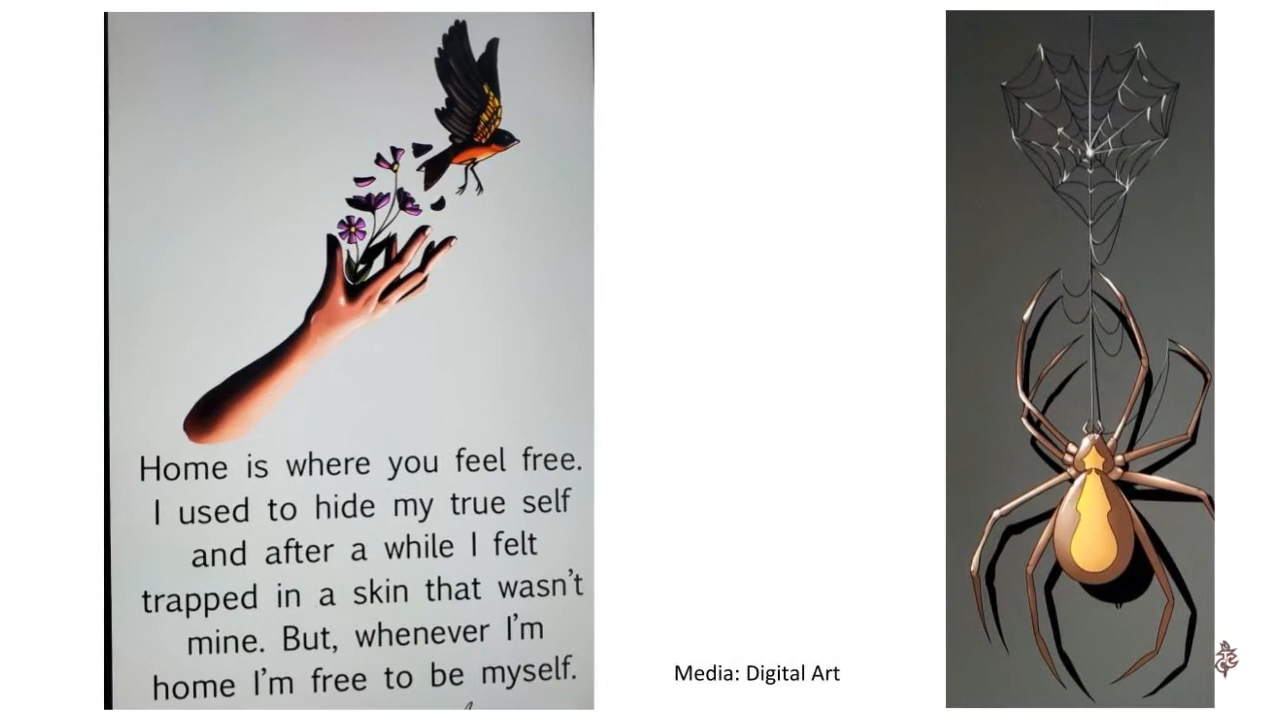 Home is where you feel free.
I used to hide my true self
and after a while I felt
trapped in a skin that wasn't
mine. But, whenever I'm
home I'm free to be myself.
Media: Digital Art